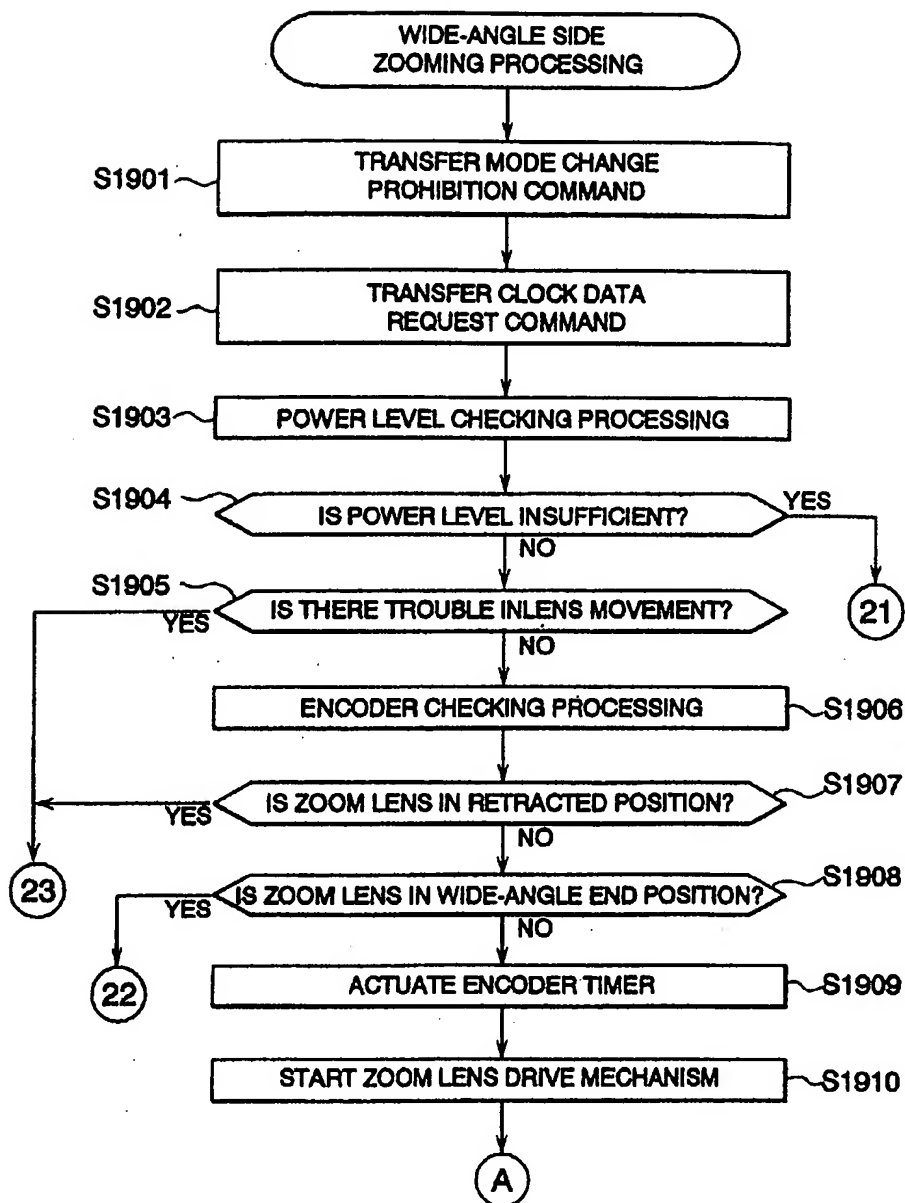 WIDE-ANGLE SIDE
ZOOMING PROCESSING
S1901
TRANSFER MODE CHANGE
PROHIBITION COMMAND
S1902
TRANSFER CLOCK DATA
REQUEST COMMAND
S1903
POWER LEVEL CHECKING PROCESSING
S1904
IS POWER LEVEL INSUFFICIENT?
YES
NO
21
S1905
IS THERE TROUBLE INLENS MOVEMENT?
YES
NO
ENCODER CHECKING PROCESSING
S1906
IS ZOOM LENS IN RETRACTED POSITION?
S1907
YES
NO
23
IS ZOOM LENS IN WIDE-ANGLE END POSITION?
S1908
YES
NO
22
ACTUATE ENCODER TIMER
S1909
START ZOOM LENS DRIVE MECHANISM
S1910
A